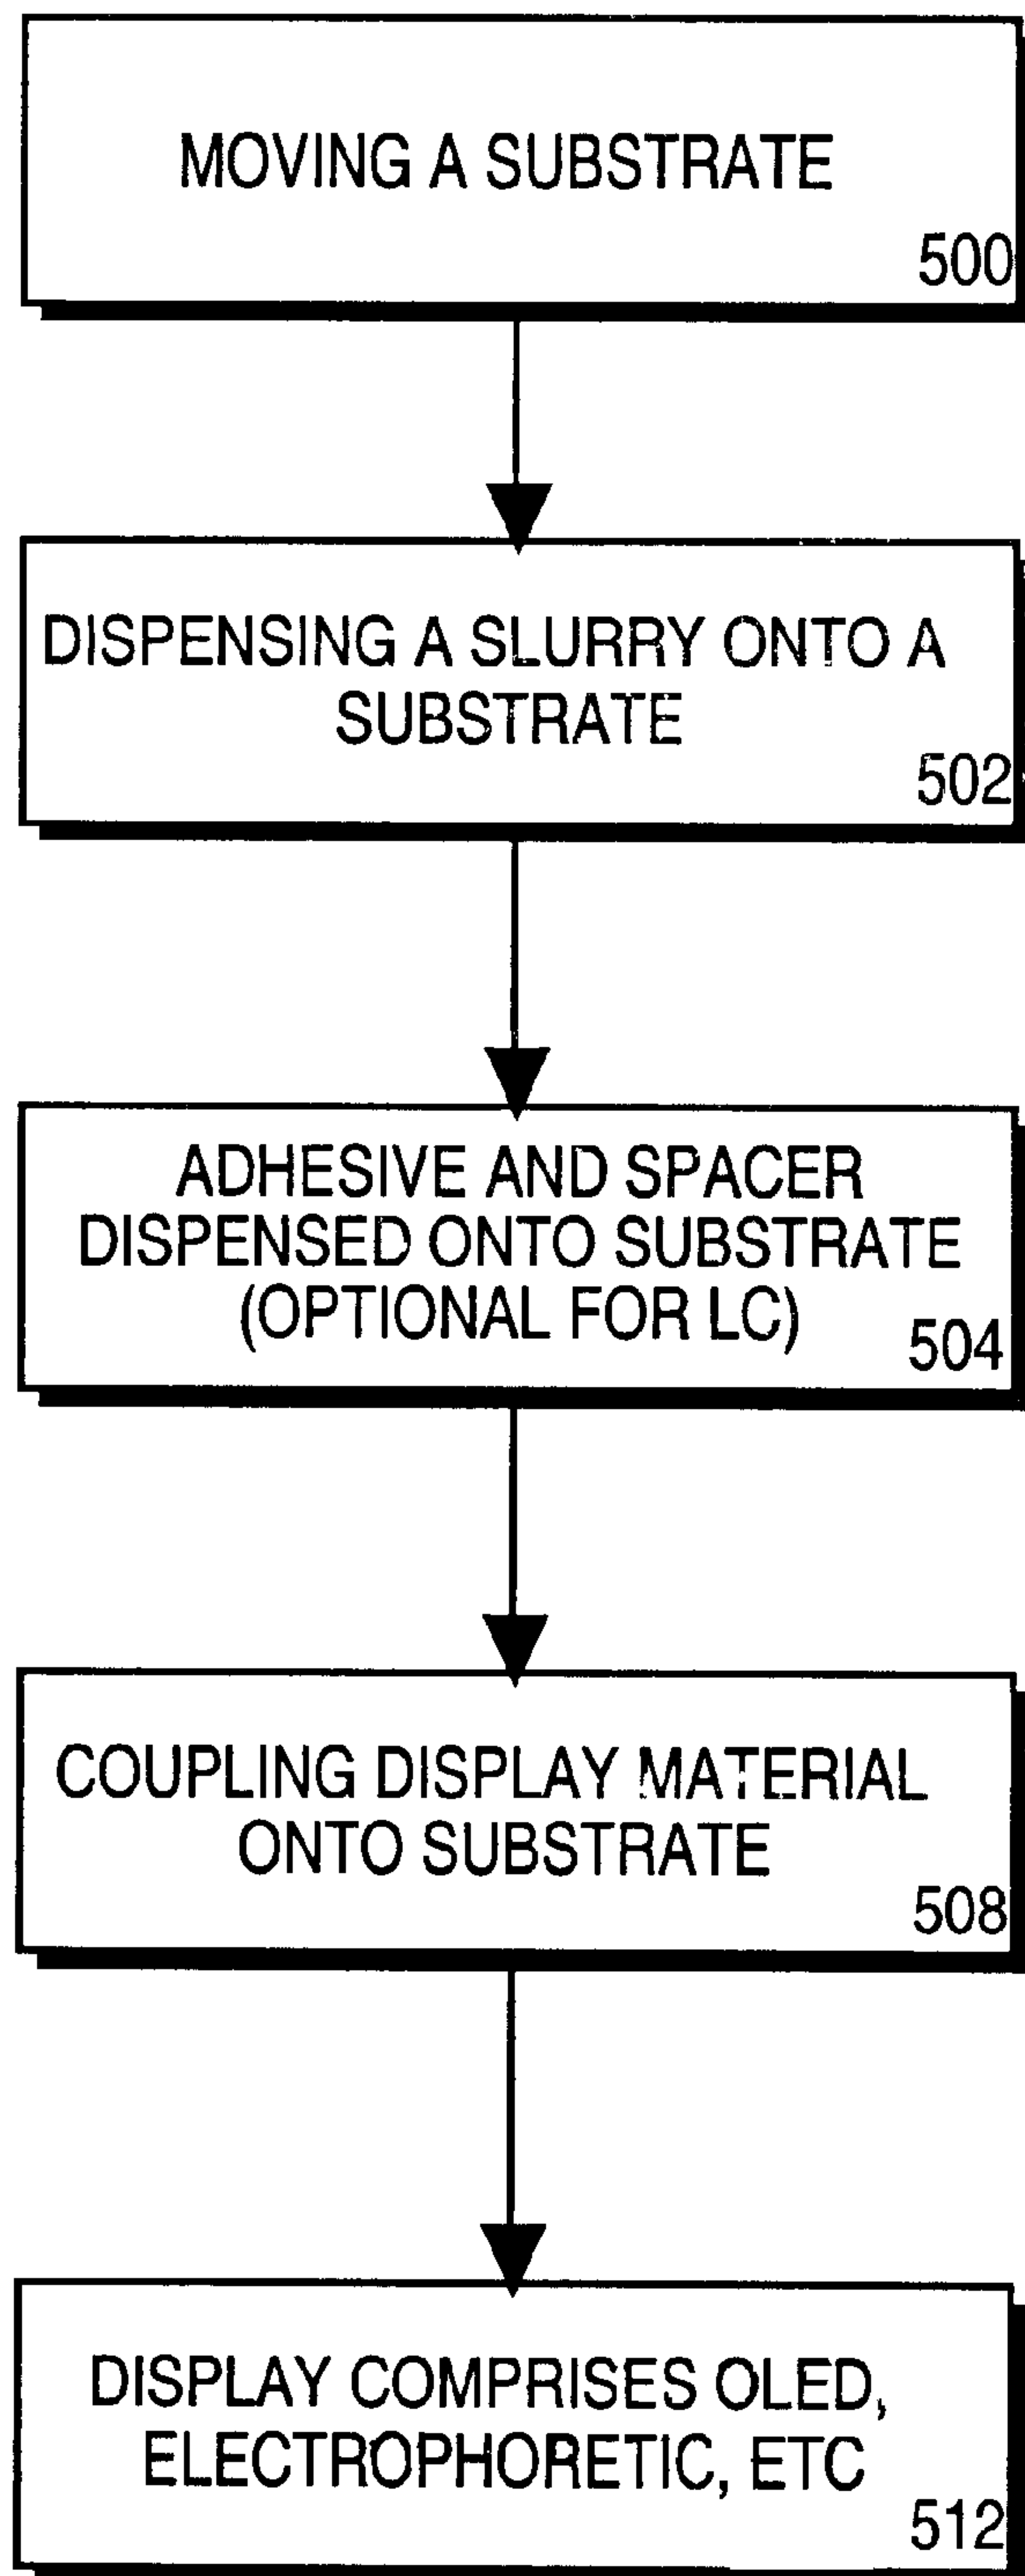 MOVING A SUBSTRATE
500
DISPENSING A SLURRY ONTO A
SUBSTRATE
502
ADHESIVE AND SPACER
DISPENSED ONTO SUBSTRATE
(OPTIONAL FOR LC)
504
COUPLING DISPLAY MATERIAL
ONTO SUBSTRATE
508
DISPLAY COMPRISES OLED,
ELECTROPHORETIC, ETC
512